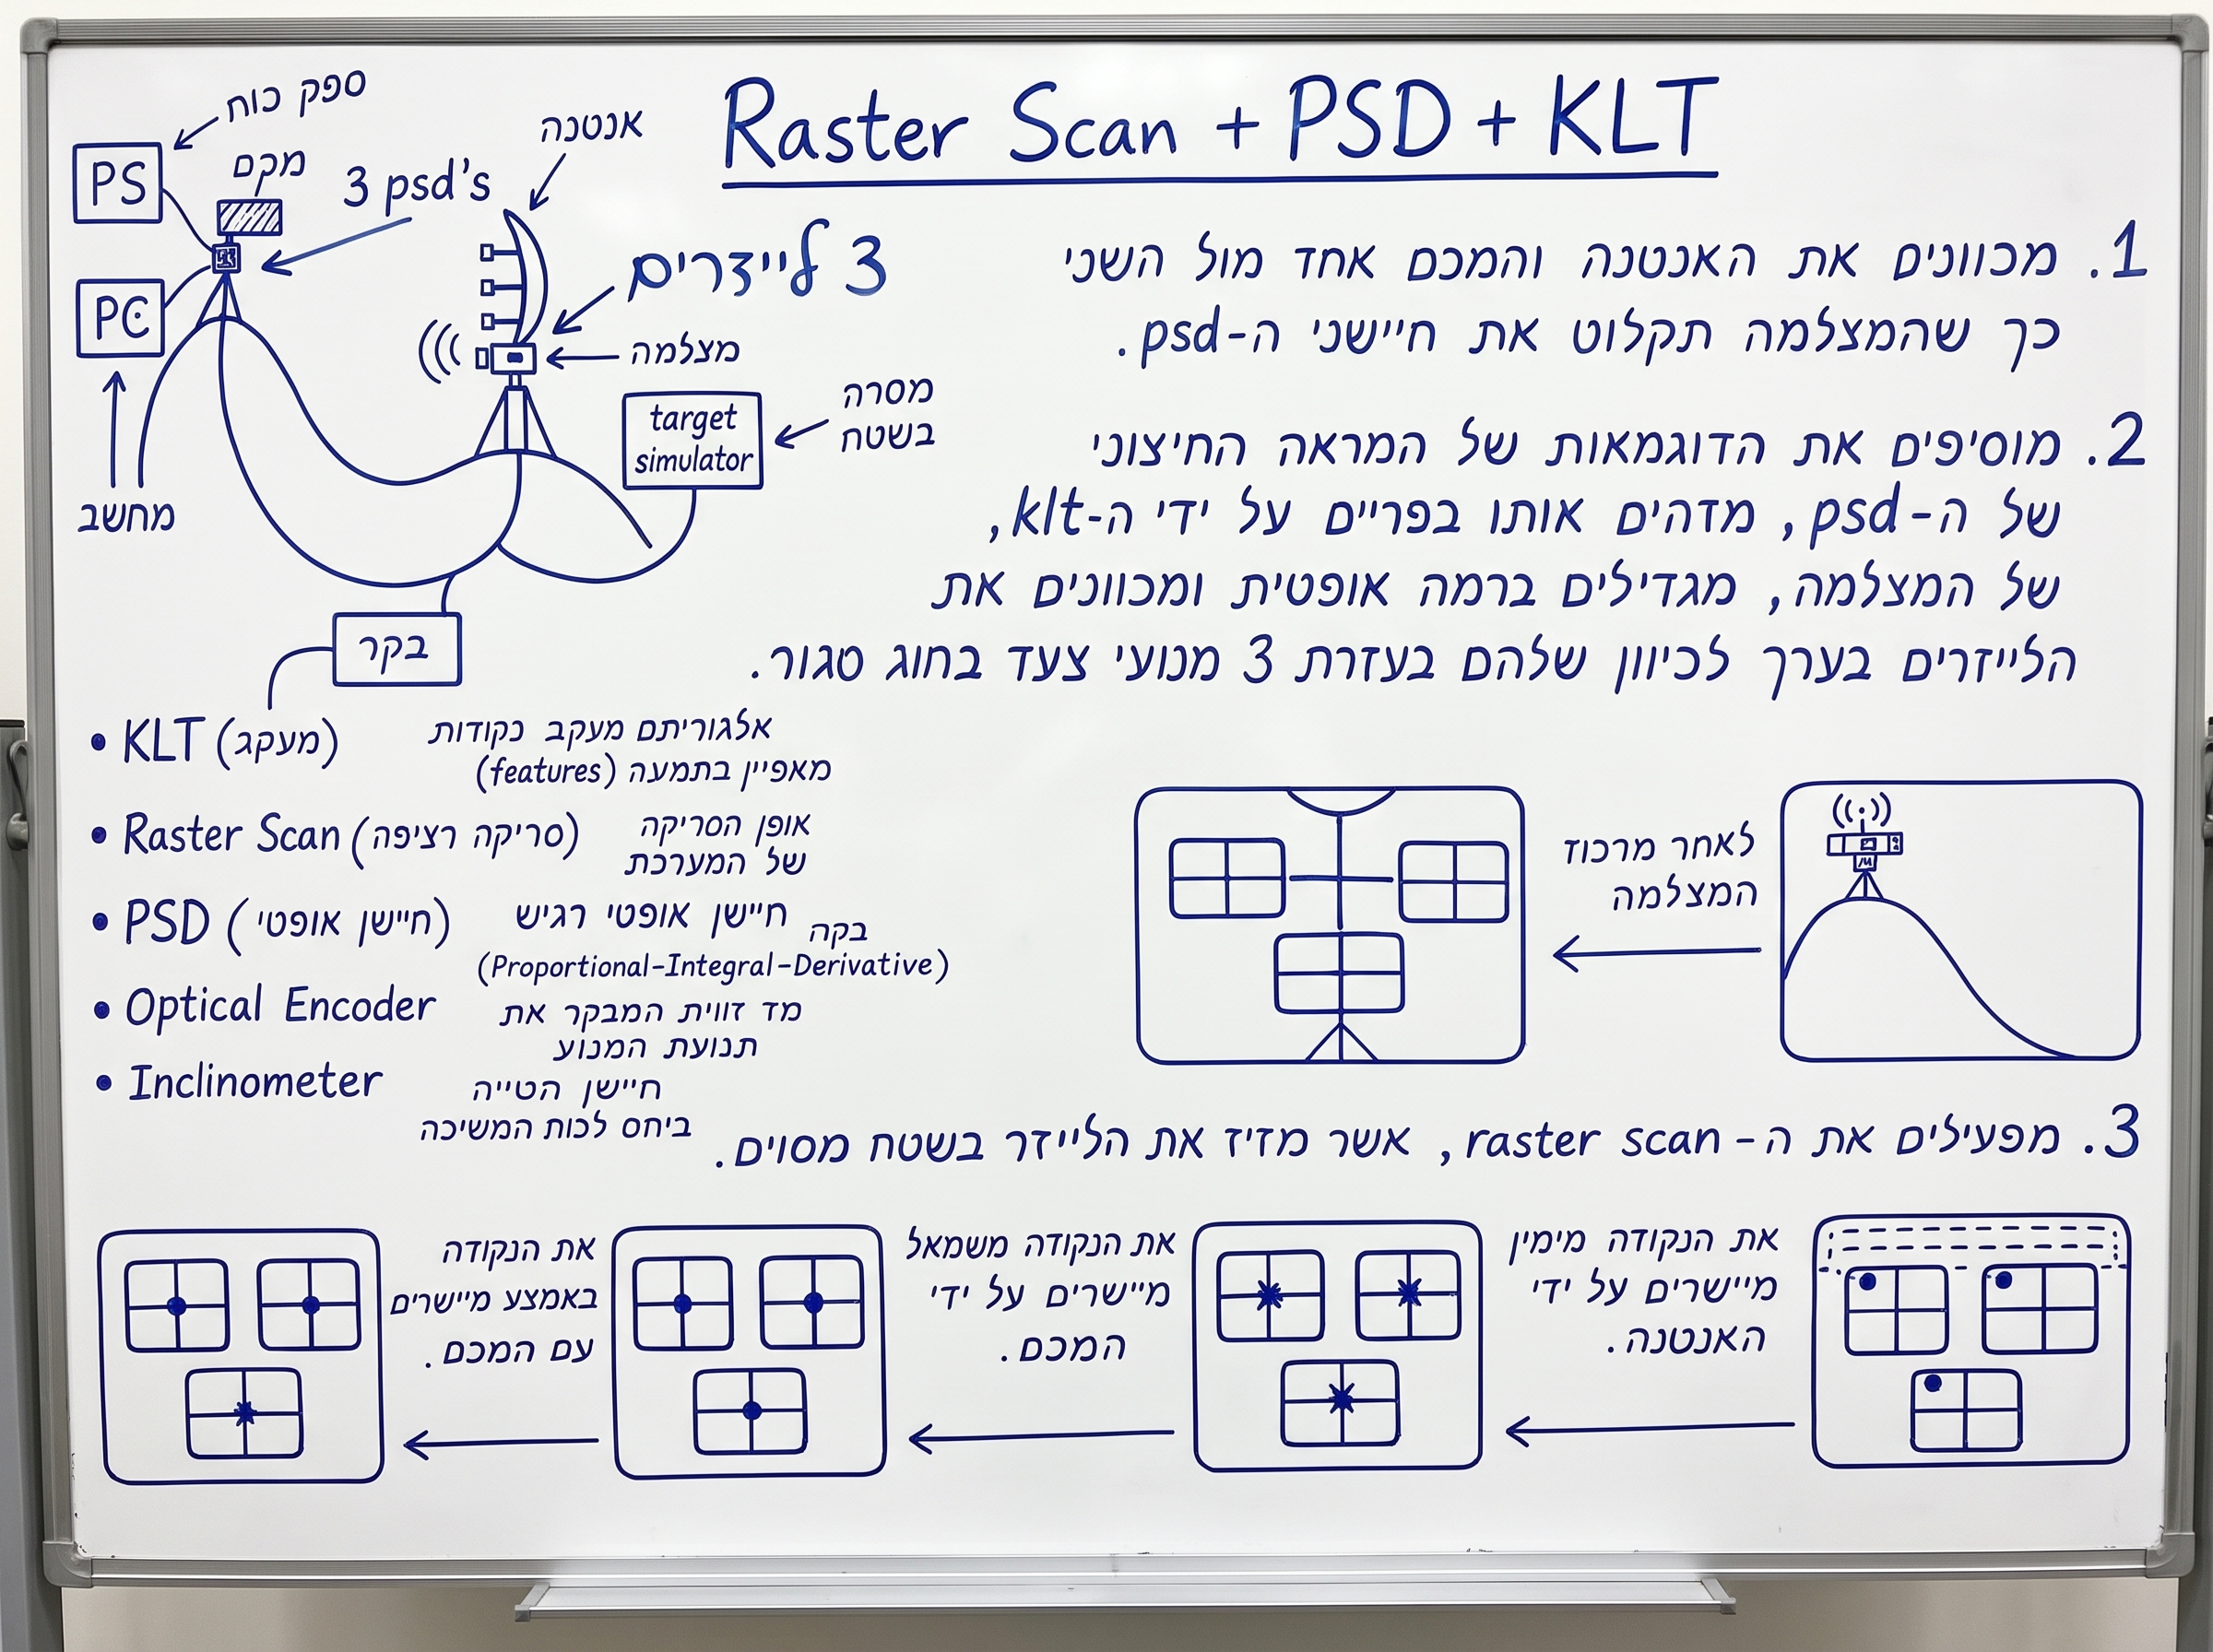 Raster Scan + PSD + KLT
ספק כוח
PS
מכם
3 psd's
אנטנה
3 ליידרים
PC
מצלמה
target
simulator
מסרה
בשטח
מחשב
בקר
1. מכוונים את האנטנה והמכם אחד מול השני
כך שהמצלמה תקלוט את חיישני ה-psd.
2. מוסיפים את הדוגמאות של המראה החיצוני
של ה-psd, מזהים אותו בפריים על ידי ה-klt,
של המצלמה, מגדילים ברמה אופטית ומכוונים את
הלייזרים בערך לכיוון שלהם בעזרת 3 מנועי צעד בחוג סגור.
• KLT (מעקב)
אלגוריתם מעקב נקודות
מאפיין בתמעה (features)
• Raster Scan (סריקה רציפה)
אופן הסריקה
של המערכת
• PSD (חיישן אופטי)
חיישן אופטי רגיש
בקה
(Proportional-Integral-Derivative)
• Optical Encoder
מד זווית המבקר את
תנועת המנוע
• Inclinometer
חיישן הטייה
ביחס לכות המשיכה
לאחר מרכוז
המצלמה
3. מפעילים את ה- raster scan, אשר מזיז את הלייזר בשטח מסוים.
את הנקודה מימין
מיישרים על ידי
האנטנה.
את הנקודה משמאל
מיישרים על ידי
המכם.
את הנקודה
באמצע מיישרים
עם המכם.